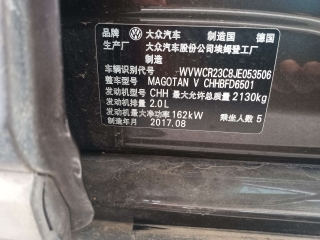 品牌 大众汽车 制造国 德国
生产厂 大众汽车股份公司埃姆登工厂
制造
车辆识别代号 WVWCR23C8JE053506
整车型号 MAGOTAN V CHHBFD6501
发动机型号 CHH 最大允许总质量 2130kg
发动机排量 2.0L
发动机最大净功率 162kW 乘坐人数 5
制造年月 2017.08